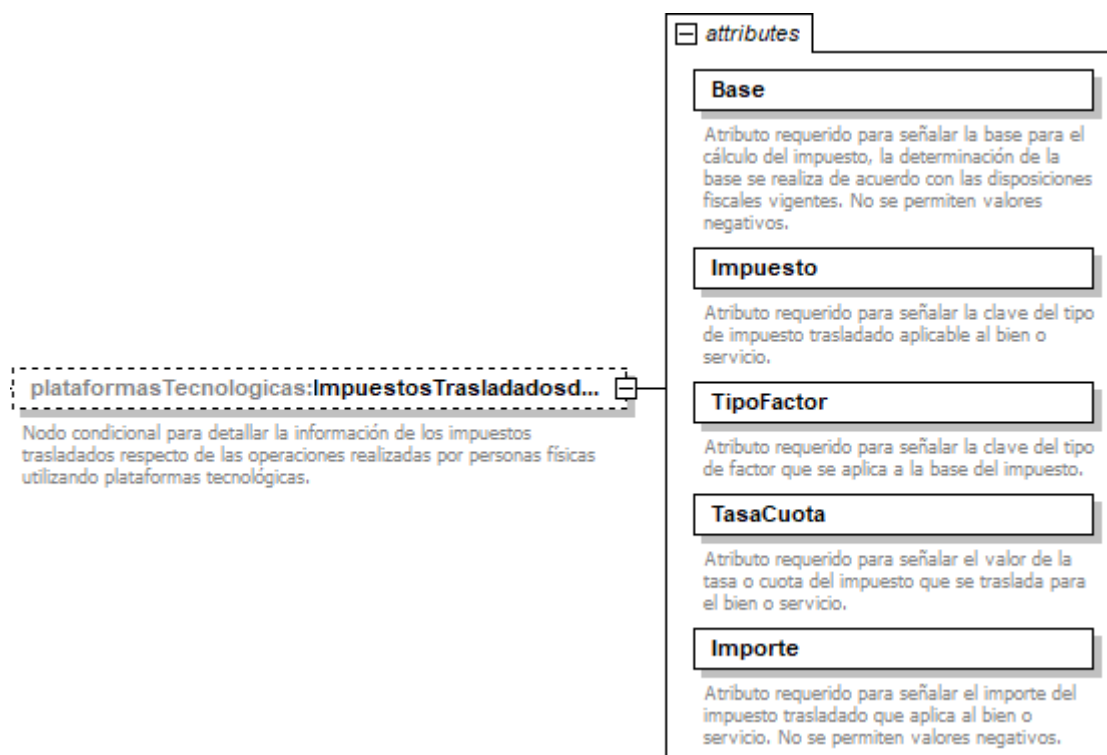 attributes
Base
Atributo requerido para señalar la base para el
cálculo del impuesto, la determinación de la
base se realiza de acuerdo con las disposiciones
fiscales vigentes. No se permiten valores
negativos.
Impuesto
Atributo requerido para señalar la clave del tipo
de impuesto trasladado aplicable al bien o
servicio.
plataformasTecnologicas:ImpuestosTrasladadosd...
Nodo condicional para detallar la información de los impuestos
trasladados respecto de las operaciones realizadas por personas físicas
utilizando plataformas tecnológicas.
TipoFactor
Atributo requerido para señalar la clave del tipo
de factor que se aplica a la base del impuesto.
TasaCuota
Atributo requerido para señalar el valor de la
tasa o cuota del impuesto que se traslada para
el bien o servicio.
Importe
Atributo requerido para señalar el importe del
impuesto trasladado que aplica al bien o
servicio. No se permiten valores negativos.